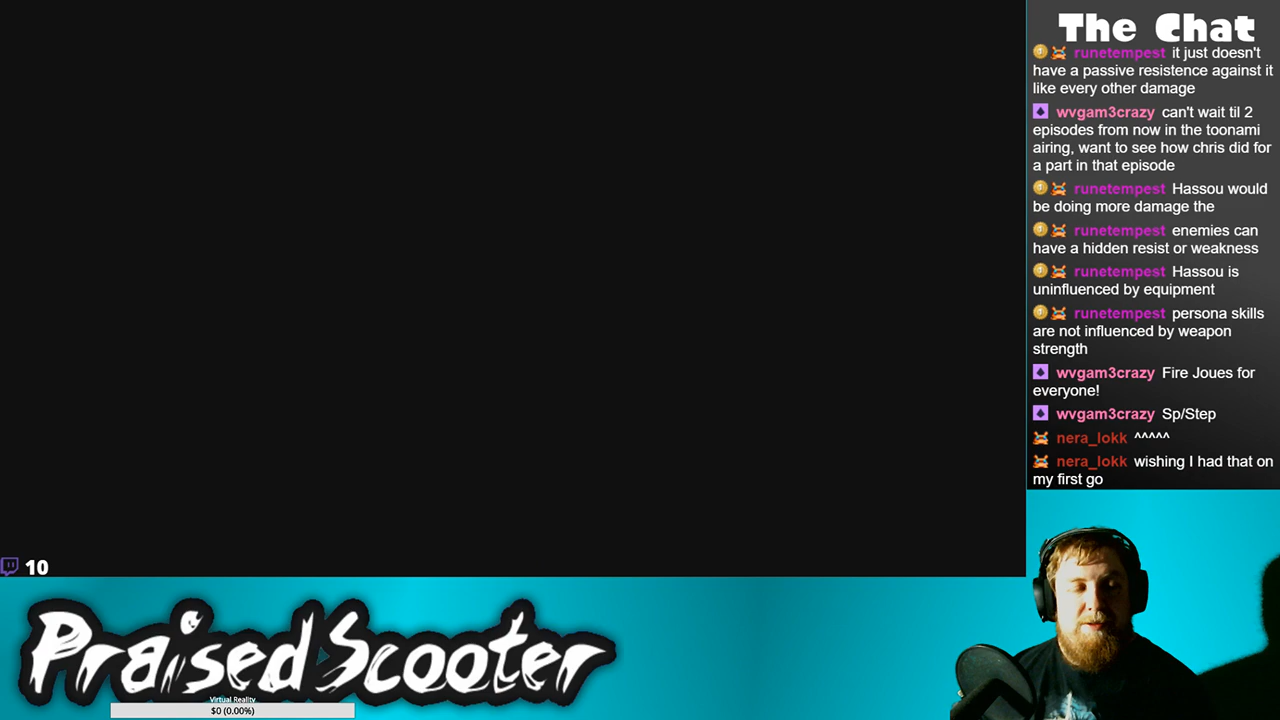 The Chat
runetempest it just doesn't
have a passive resistence against it
like every other damage
wvgam3crazy can't wait til 2
episodes from now in the toonami
airing, want to see how chris did for
a part in that episode
runetempest Hassou would
be doing more damage the
runetempest enemies can
have a hidden resist or weakness
runetempest Hassou is
uninfluenced by equipment
runetempest persona skills
are not influenced by weapon
strength
wvgam3crazy Fire Joues for
everyone!
wvgam3crazy Sp/Step
nera_lokk ^^^^^
nera_lokk wishing I had that on
my first go
10
PraisedScooter
Virtual Reality
$0 (0.00%)